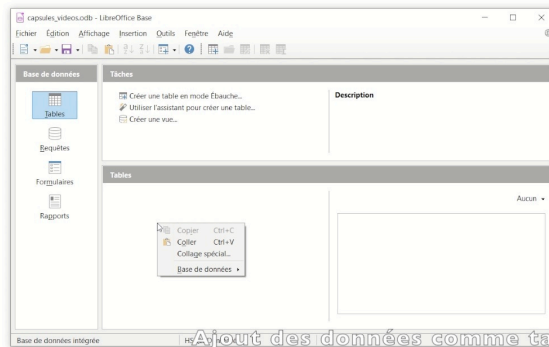 capsules_videos.odb - LibreOffice Base
Fichier Édition Affichage Insertion Outils Fenêtre Aide
Base de données
Tâches
Tables
Créer une table en mode Ébauche...
Utiliser l'assistant pour créer une table...
Créer une vue...
Description
Requêtes
Formulaires
Rapports
Tables
Aucun
Copier Ctrl+C
Coller Ctrl+V
Collage spécial...
Base de données
Base de données intégrée
Ajout des données comme ta